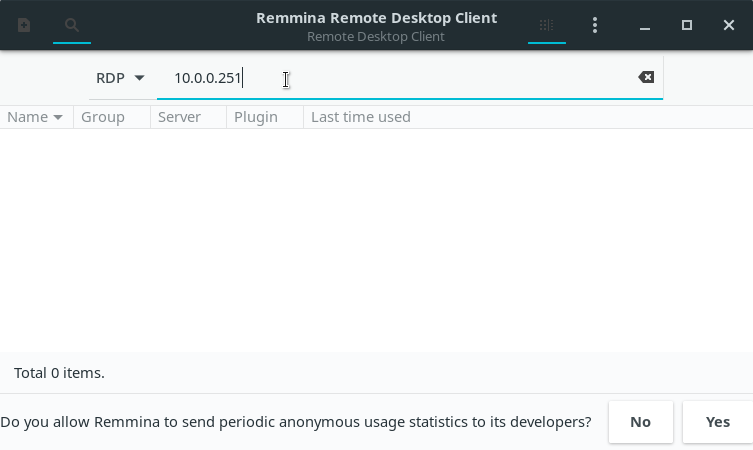 Remmina Remote Desktop Client
Remote Desktop Client
RDP 10.0.0.251
Name Group Server Plugin Last time used
Total 0 items.
Do you allow Remmina to send periodic anonymous usage statistics to its developers? No Yes